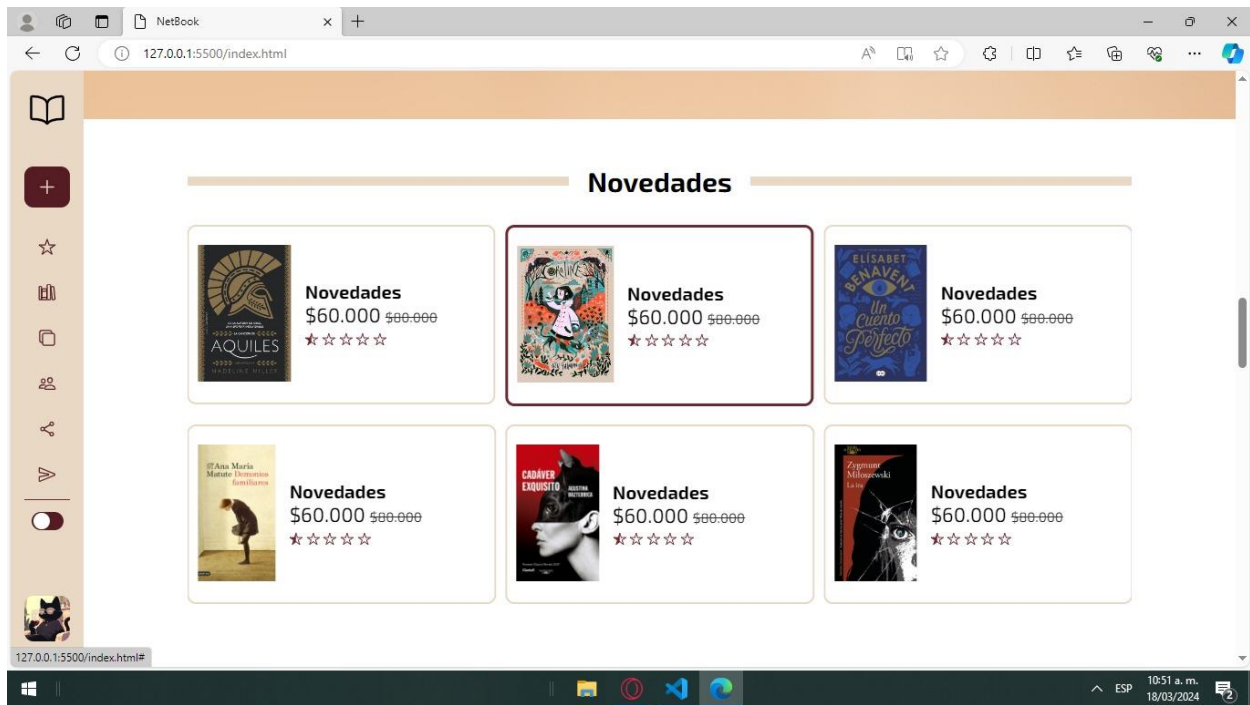 NetBook
127.0.0.1:5500/index.html
Novedades
AQUILES
MADELINE MILLER
Novedades
$60.000 $80.000
CORALINE
Novedades
$60.000 $80.000
ELÍSABET
BENAVENT
Un
Cuento
Perfecto
Novedades
$60.000 $80.000
Ana María
Matute Demonios
familiares
Novedades
$60.000 $80.000
CADÁVER
EXQUISITO AGUSTINA
BAZTERRICA
Novedades
$60.000 $80.000
Zygmunt
Miłoszewski
La ira
Novedades
$60.000 $80.000
127.0.0.1:5500/index.html#
ESP
10:51 a. m.
18/03/2024
2